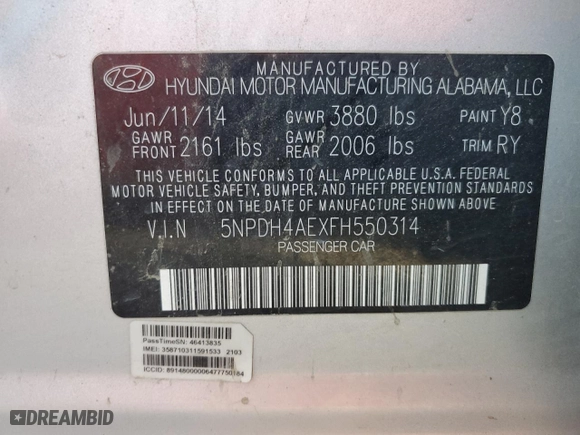 MANUFACTURED BY
HYUNDAI MOTOR MANUFACTURING ALABAMA, LLC
Jun/11/14 GVWR 3880 lbs PAINT Y8
GAWR FRONT 2161 lbs GAWR REAR 2006 lbs TRIM RY
THIS VEHICLE CONFORMS TO ALL APPLICABLE U.S.A. FEDERAL
MOTOR VEHICLE SAFETY, BUMPER, AND THEFT PREVENTION STANDARDS
IN EFFECT ON THE DATE OF MANUFACTURE SHOWN ABOVE.
V.I.N 5NPDH4AEXFH550314
PASSENGER CAR
PassTimeSN: 46413835
IMEI: 358710311591533 2103
ICCID: 89148000006477750184
DREAMBID